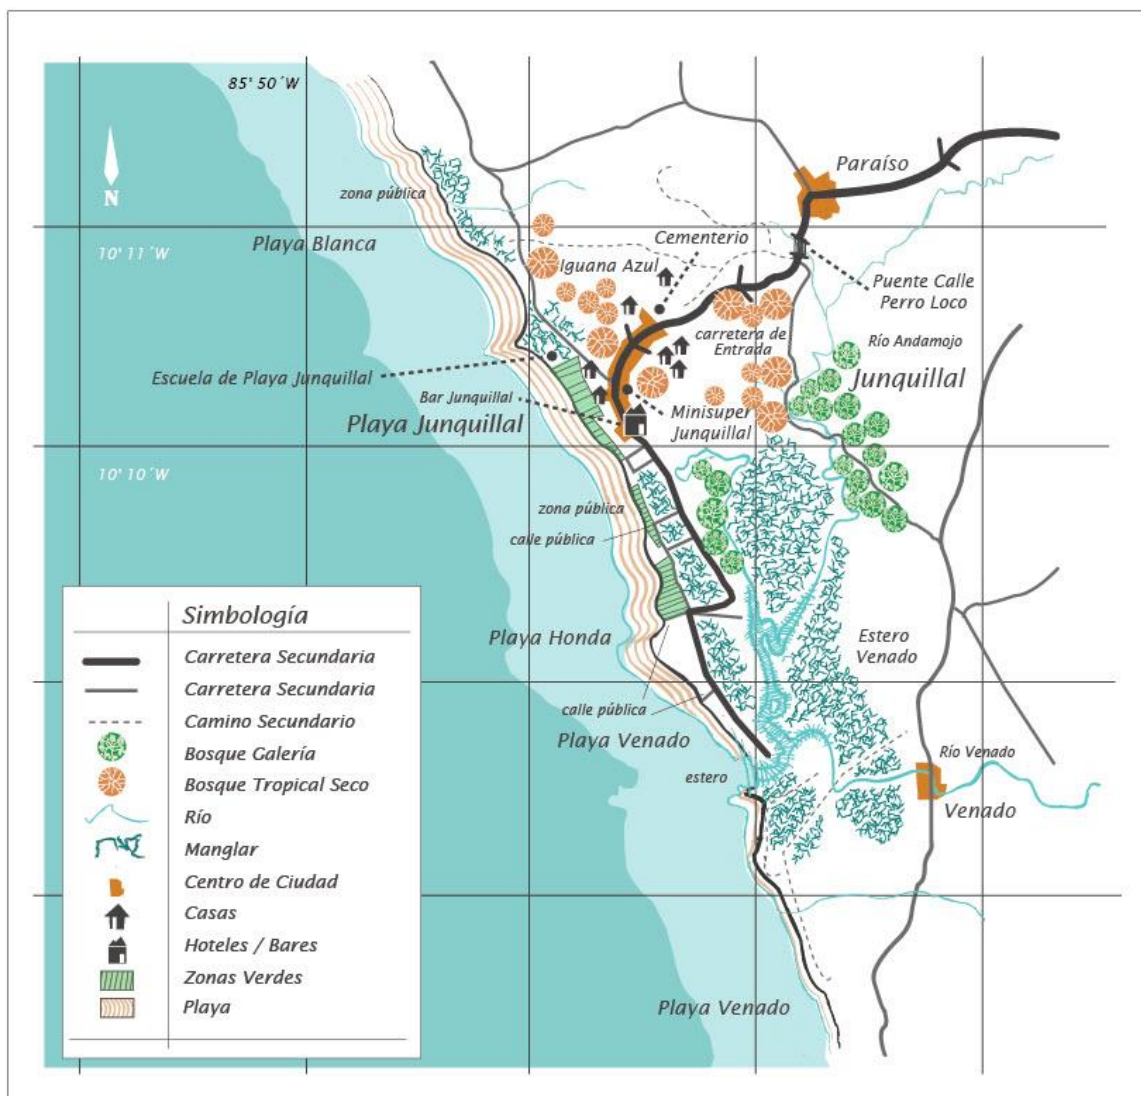 85° 50´W
N
Paraíso
zona pública
Playa Blanca
10° 11´W
Cementerio
Iguana Azul
Puente Calle
Perro Loco
carretera de
Entrada
Río Andamojo
Junquillal
Escuela de Playa Junquillal
Bar Junquillal
Playa Junquillal
Minisuper
Junquillal
10° 10´W
zona pública
calle pública
Playa Honda
Estero
Venado
calle pública
Playa Venado
estero
Río Venado
Venado
Playa Venado
Simbología
Carretera Secundaria
Carretera Secundaria
Camino Secundario
Bosque Galería
Bosque Tropical Seco
Río
Manglar
Centro de Ciudad
Casas
Hoteles / Bares
Zonas Verdes
Playa